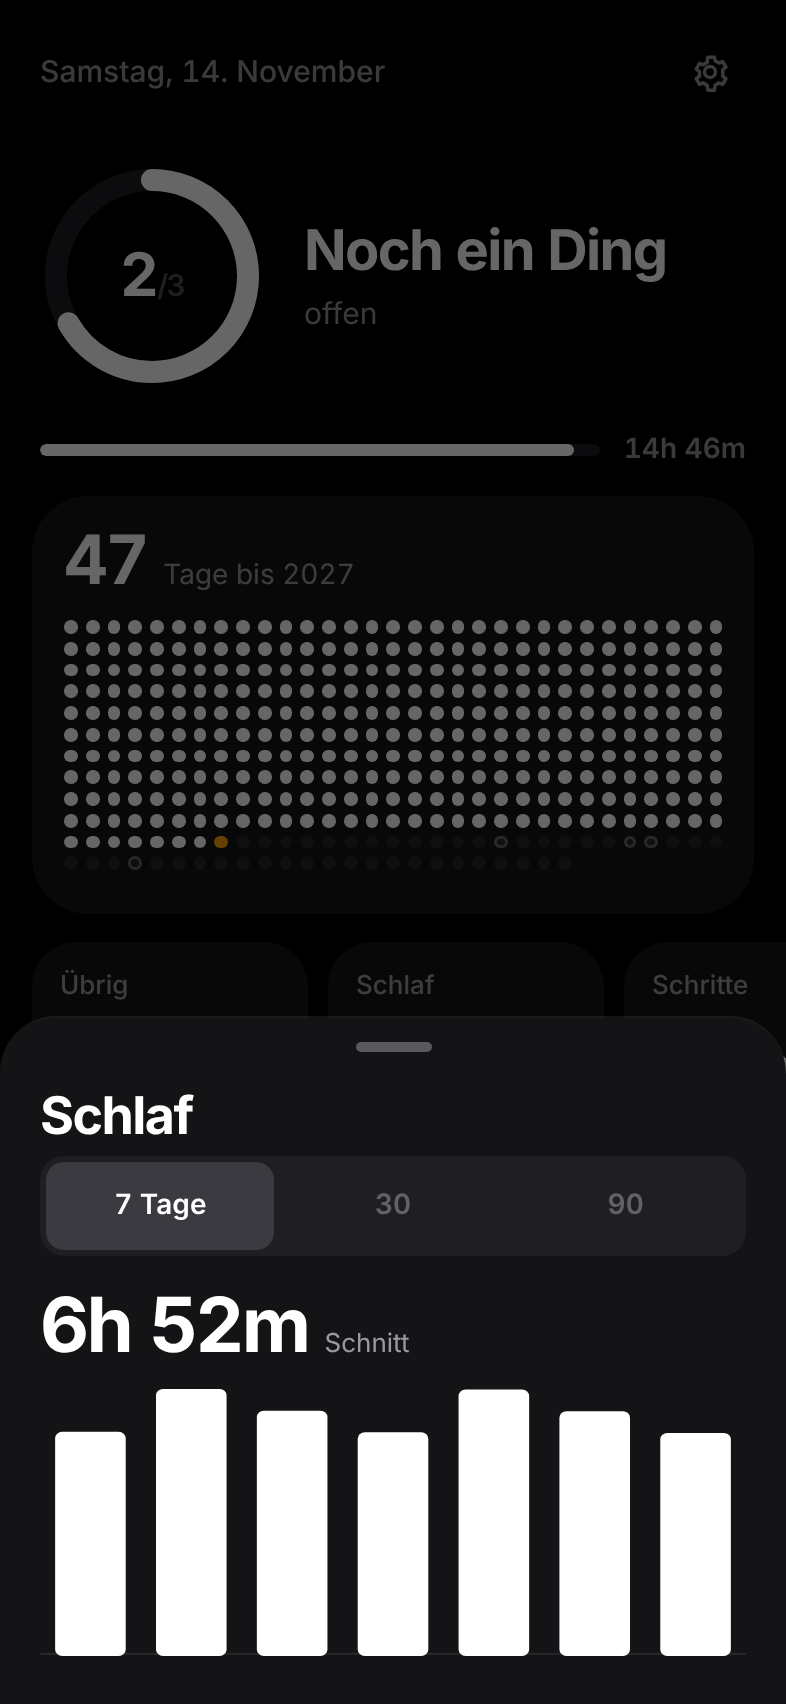 Samstag, 14. November
2/3
Noch ein Ding
offen
14h 46m
47 Tage bis 2027
Übrig
Schlaf
Schritte
Schlaf
7 Tage
30
90
6h 52m Schnitt